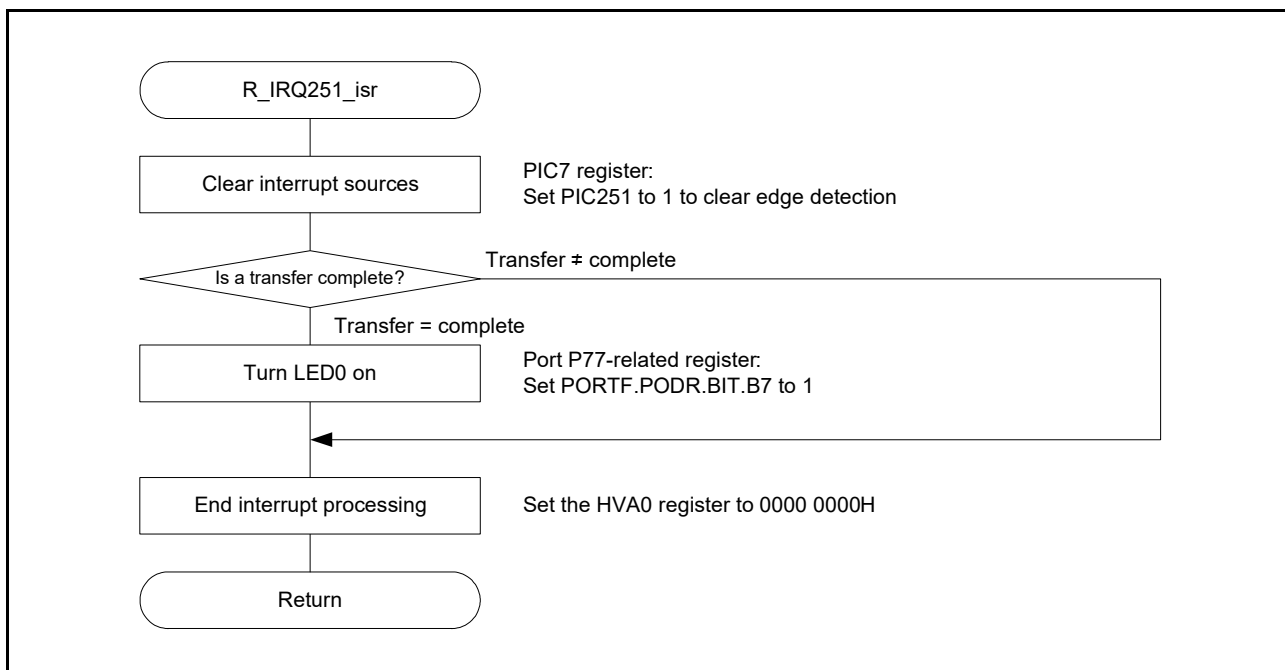 R_IRQ251_isr
Clear interrupt sources
PIC7 register:
Set PIC251 to 1 to clear edge detection
Is a transfer complete?
Transfer ≠ complete
Transfer = complete
Turn LED0 on
Port P77-related register:
Set PORTF.PODR.BIT.B7 to 1
End interrupt processing
Set the HVA0 register to 0000 0000H
Return